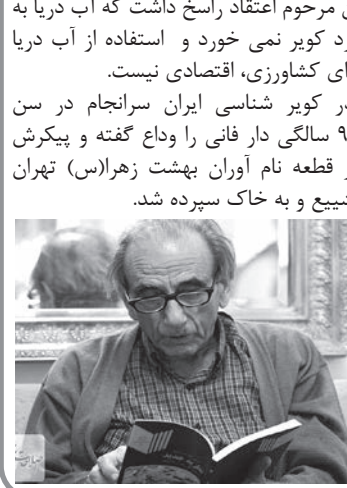 مرحوم اعتقاد راسخ داشت که آب دریا به
رد کویر نمی خورد و استفاده از آب دریا
ای کشاورزی، اقتصادی نیست.
در کویر شناسی ایران سرانجام در سن
۹ سالگی دار فانی را وداع گفته و پیکرش
ر قطعه نام آوران بهشت زهرا(س) تهران
شییع و به خاک سپرده شد.